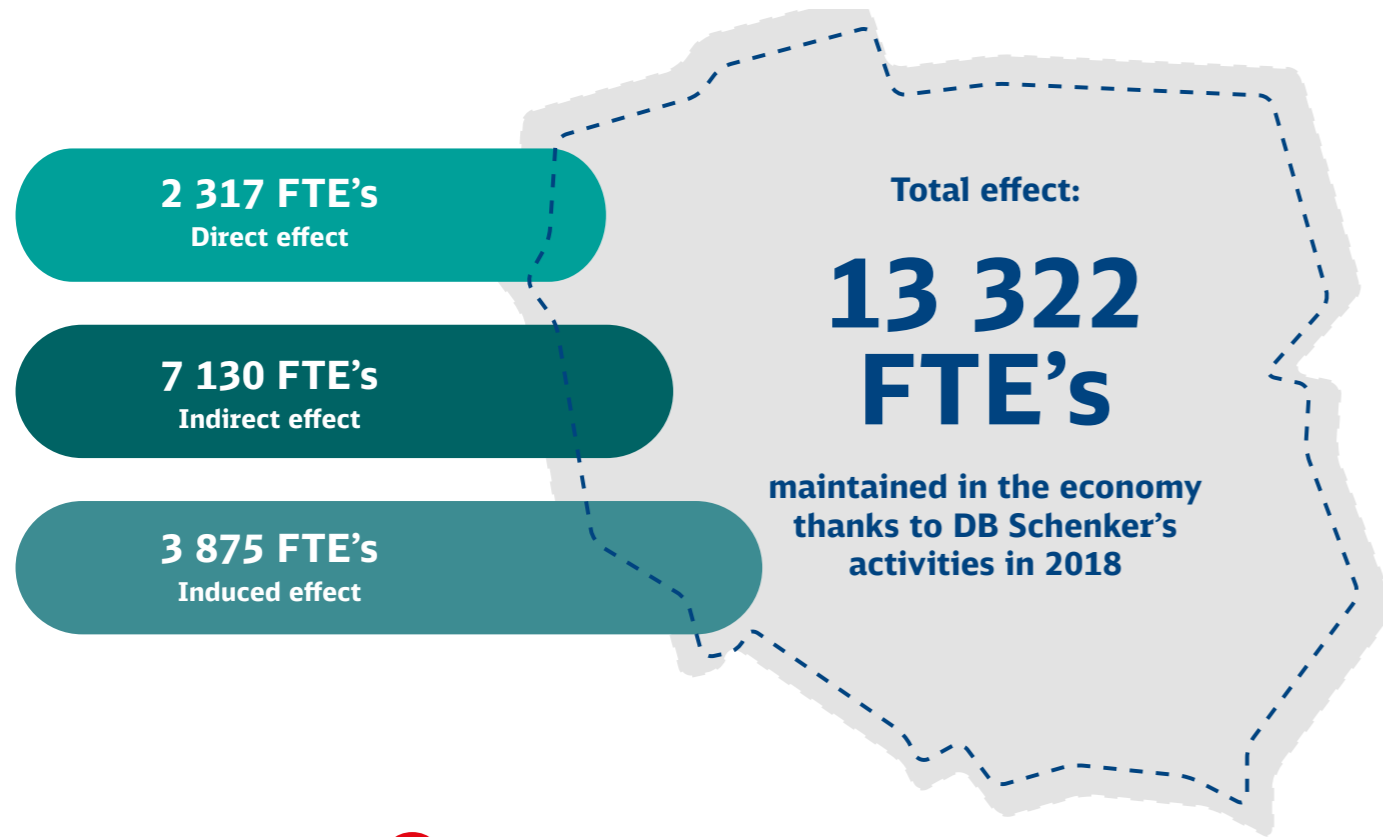 2 317 FTE’s
Direct effect
7 130 FTE’s
Indirect effect
3 875 FTE’s
Induced effect
Total effect:
13 322
FTE’s
maintained in the economy
thanks to DB Schenker’s
activities in 2018